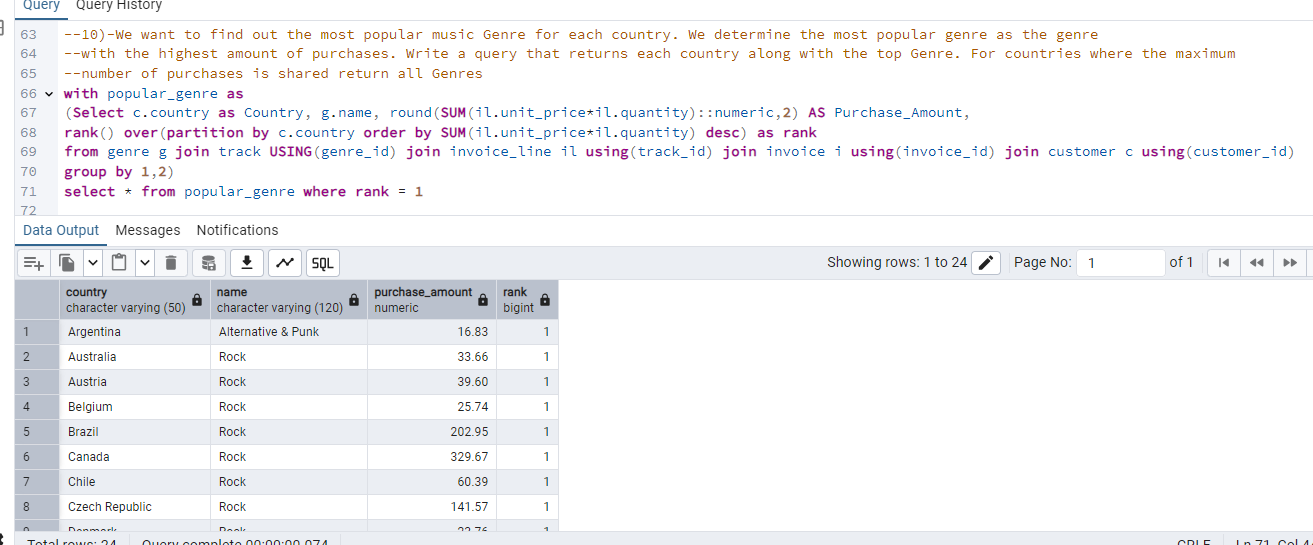 Query Query History
63 --10)-We want to find out the most popular music Genre for each country. We determine the most popular genre as the genre
64 --with the highest amount of purchases. Write a query that returns each country along with the top Genre. For countries where the maximum
65 --number of purchases is shared return all Genres
66 with popular_genre as
67 (Select c.country as Country, g.name, round(SUM(il.unit_price*il.quantity)::numeric,2) AS Purchase_Amount,
68 rank() over(partition by c.country order by SUM(il.unit_price*il.quantity) desc) as rank
69 from genre g join track USING(genre_id) join invoice_line il using(track_id) join invoice i using(invoice_id) join customer c using(customer_id)
70 group by 1,2)
71 select * from popular_genre where rank = 1
72
Data Output Messages Notifications
SQL Showing rows: 1 to 24 Page No: 1 of 1
country name purchase_amount rank
character varying (50) character varying (120) numeric bigint
1 Argentina Alternative & Punk 16.83 1
2 Australia Rock 33.66 1
3 Austria Rock 39.60 1
4 Belgium Rock 25.74 1
5 Brazil Rock 202.95 1
6 Canada Rock 329.67 1
7 Chile Rock 60.39 1
8 Czech Republic Rock 141.57 1
9 Denmark Rock 23.76 1
Total rows: 24 Query complete 00:00:00.074 CRLF Ln 71, Col 4